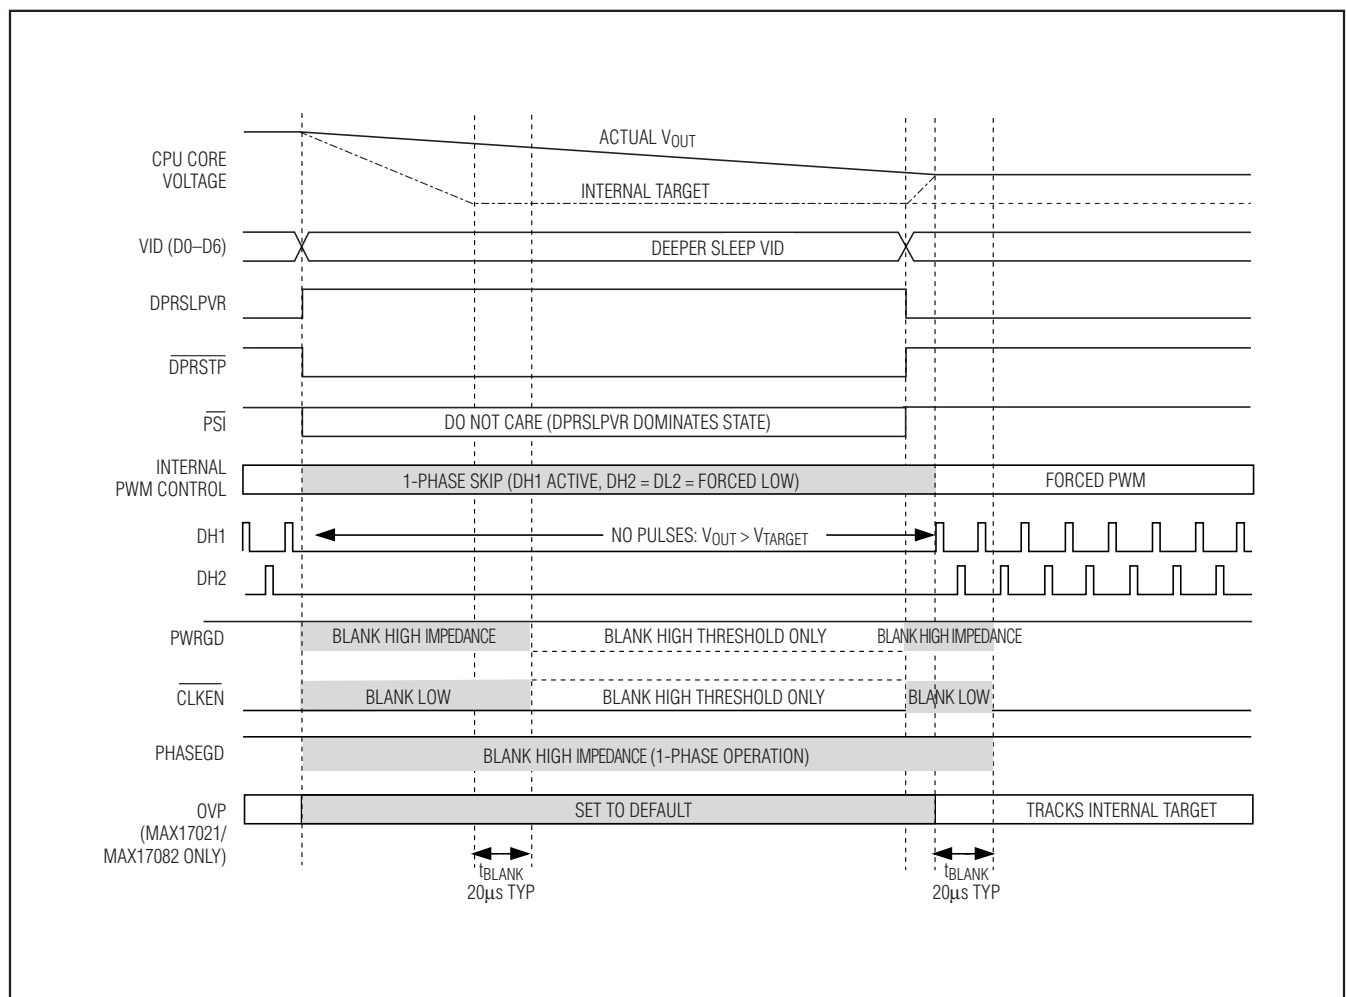 CPU CORE
VOLTAGE
ACTUAL VOUT
INTERNAL TARGET
VID (D0–D6)
DEEPER SLEEP VID
DPRSLPVR
DPRSTP
PSI
DO NOT CARE (DPRSLPVR DOMINATES STATE)
INTERNAL
PWM CONTROL
1-PHASE SKIP (DH1 ACTIVE, DH2 = DL2 = FORCED LOW)
FORCED PWM
DH1
NO PULSES: VOUT > VTARGET
DH2
PWRGD
BLANK HIGH IMPEDANCE
BLANK HIGH THRESHOLD ONLY
BLANK HIGH IMPEDANCE
CLKEN
BLANK LOW
BLANK HIGH THRESHOLD ONLY
BLANK LOW
PHASEGD
BLANK HIGH IMPEDANCE (1-PHASE OPERATION)
OVP
(MAX17021/
MAX17082 ONLY)
SET TO DEFAULT
TRACKS INTERNAL TARGET
tBLANK
20μs TYP
tBLANK
20μs TYP